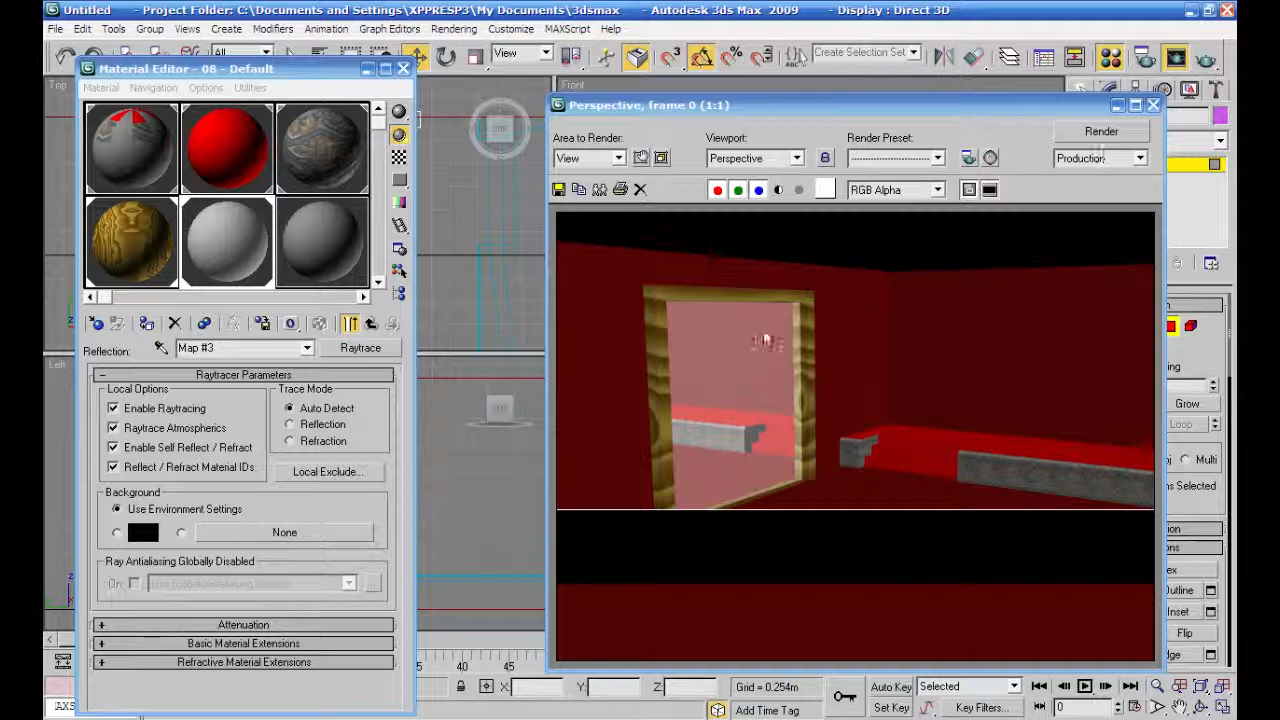 Untitled - Project Folder: C:\Documents and Settings\XPPRESP3\My Documents\3dsmax - Autodesk 3ds Max 2009 - Display : Direct 3D
File Edit Tools Group Views Create Modifiers Animation Graph Editors Rendering Customize MAXScript Help
All View Create Selection Set
Top Front
Material Editor - 08 - Default
Material Navigation Options Utilities
Reflection: Map #3 Raytrace
Raytracer Parameters
Local Options
Enable Raytracing
Raytrace Atmospherics
Enable Self Reflect / Refract
Reflect / Refract Material IDs
Trace Mode
Auto Detect
Reflection
Refraction
Local Exclude...
Background
Use Environment Settings
None
Ray Antialiasing Globally Disabled
On:
Attenuation
Basic Material Extensions
Refractive Material Extensions
Left
Perspective, frame 0 (1:1)
Area to Render: Viewport: Render Preset: Render
View Perspective Production
RGB Alpha
Grow
Loop
Multi
Selected
Outline
Inset
Flip
40 45
X: Y: Z: Grid = 0.254m
Auto Key Selected
Add Time Tag Set Key Key Filters... 0